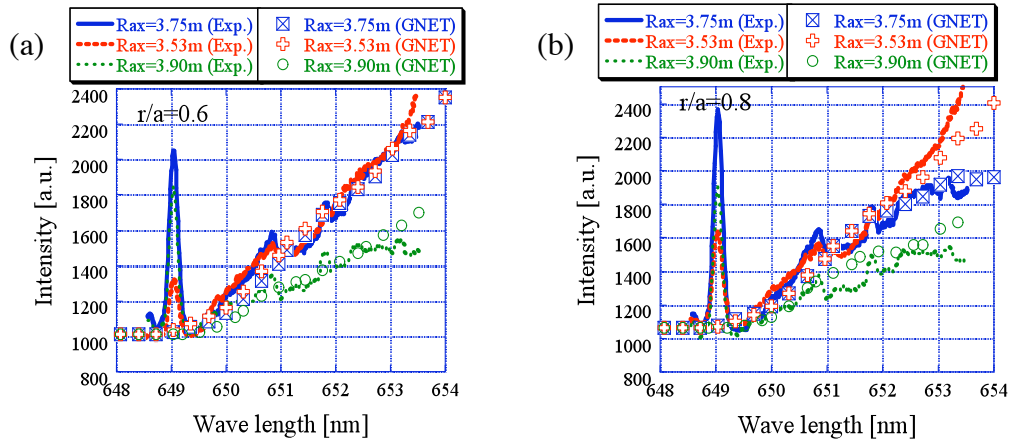 (a)
Rax=3.75m (Exp.) Rax=3.75m (GNET)
Rax=3.53m (Exp.) Rax=3.53m (GNET)
Rax=3.90m (Exp.) Rax=3.90m (GNET)
r/a=0.6
Intensity [a.u.]
2400
2200
2000
1800
1600
1400
1200
1000
800
648 649 650 651 652 653 654
Wave length [nm]
(b)
Rax=3.75m (Exp.) Rax=3.75m (GNET)
Rax=3.53m (Exp.) Rax=3.53m (GNET)
Rax=3.90m (Exp.) Rax=3.90m (GNET)
r/a=0.8
Intensity [a.u.]
2400
2200
2000
1800
1600
1400
1200
1000
800
648 649 650 651 652 653 654
Wave length [nm]